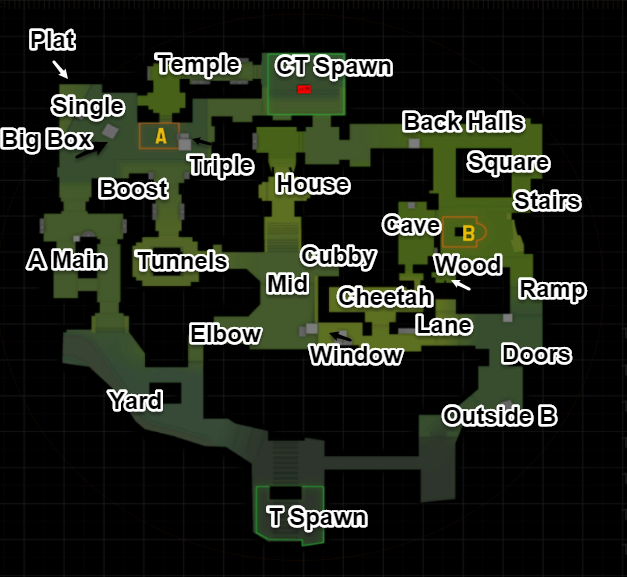 Plat
Temple
CT Spawn
Single
Big Box
A
Triple
Back Halls
Square
Boost
House
Stairs
Cave
B
A Main
Tunnels
Cubby
Wood
Mid
Cheetah
Ramp
Elbow
Lane
Window
Doors
Yard
Outside B
T Spawn